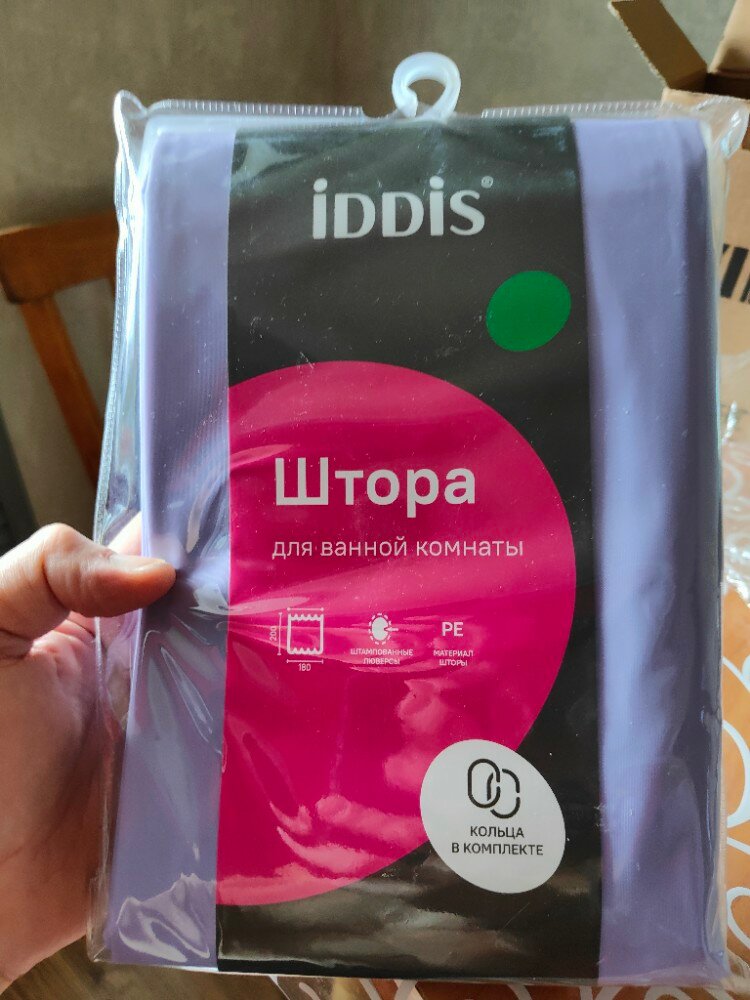 iDDiS®
Штора
для ванной комнаты
200
180
ШТАМПОВАННЫЕ
ЛЮВЕРСЫ
PE
МАТЕРИАЛ
ШТОРЫ
КОЛЬЦА
В КОМПЛЕКТЕ